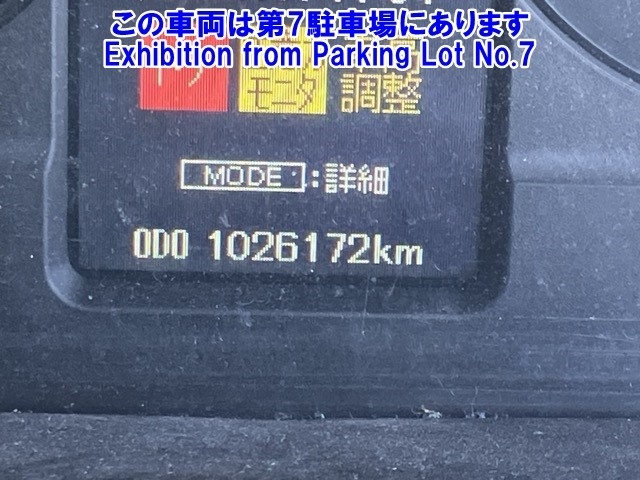 この車両は第7駐車場にあります
Exhibition from Parking Lot No.7
モニタ 調整
MODE :詳細
ODO 1026172km